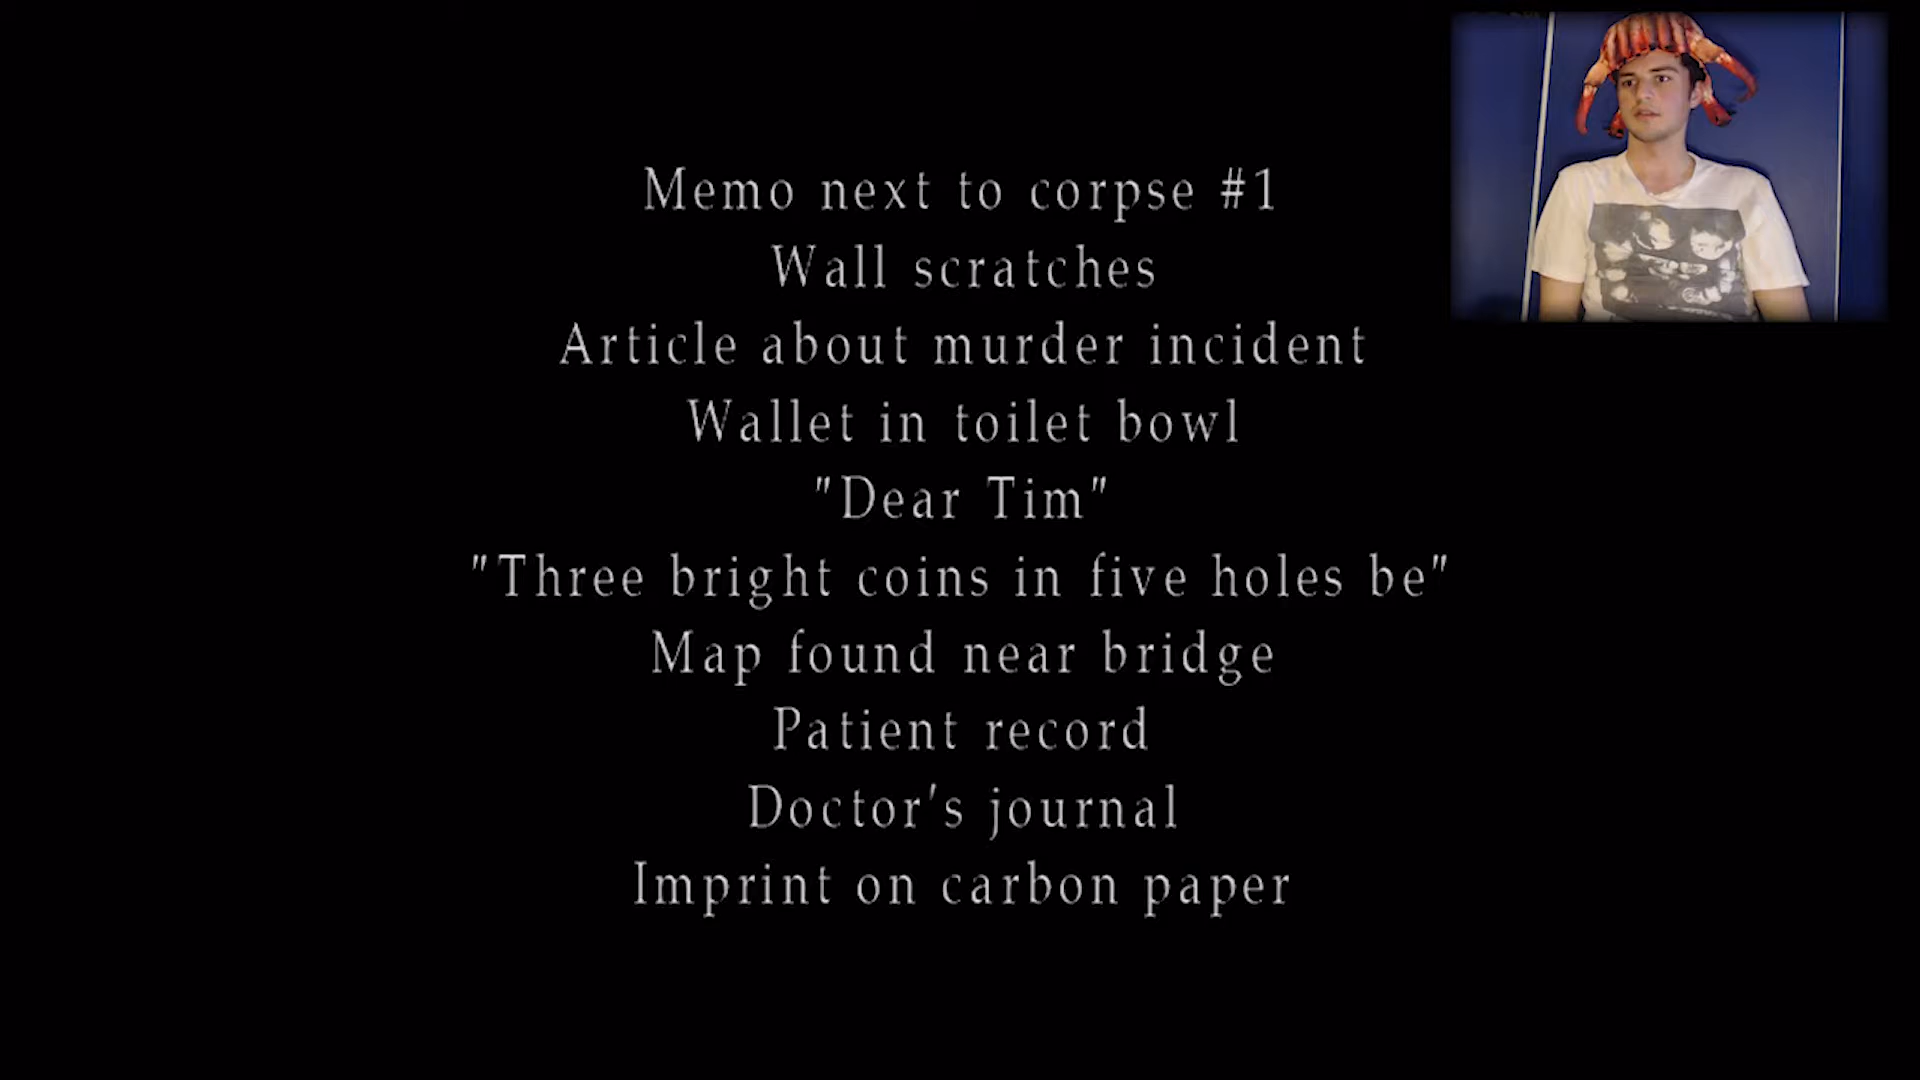 Memo next to corpse #1
Wall scratches
Article about murder incident
Wallet in toilet bowl
"Dear Tim"
"Three bright coins in five holes be"
Map found near bridge
Patient record
Doctor's journal
Imprint on carbon paper